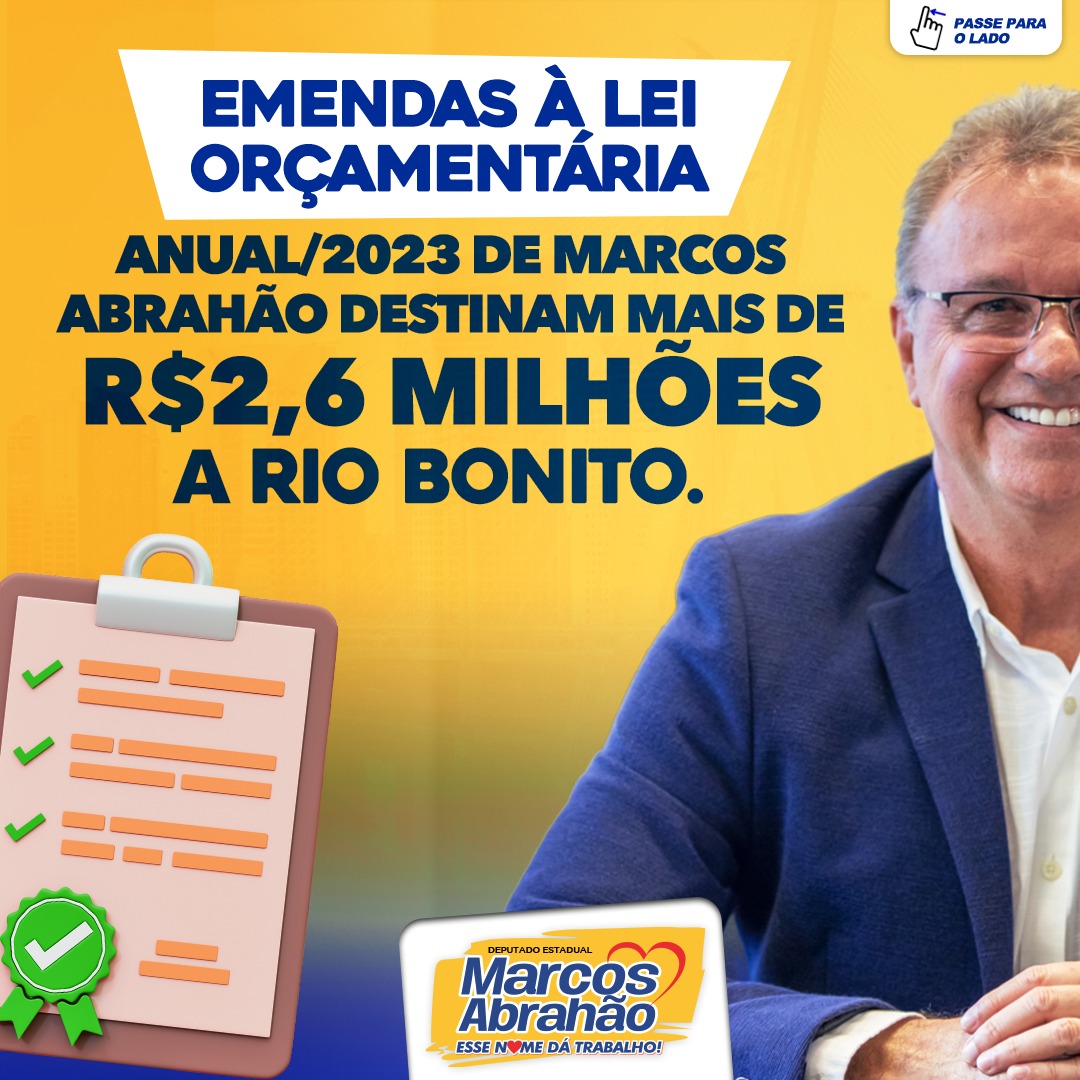 PASSE PARA
O LADO
EMENDAS À LEI
ORÇAMENTÁRIA
ANUAL/2023 DE MARCOS
ABRAHÃO DESTINAM MAIS DE
R$2,6 MILHÕES
A RIO BONITO.
DEPUTADO ESTADUAL
Marcos
Abrahão
ESSE NOME DÁ TRABALHO!